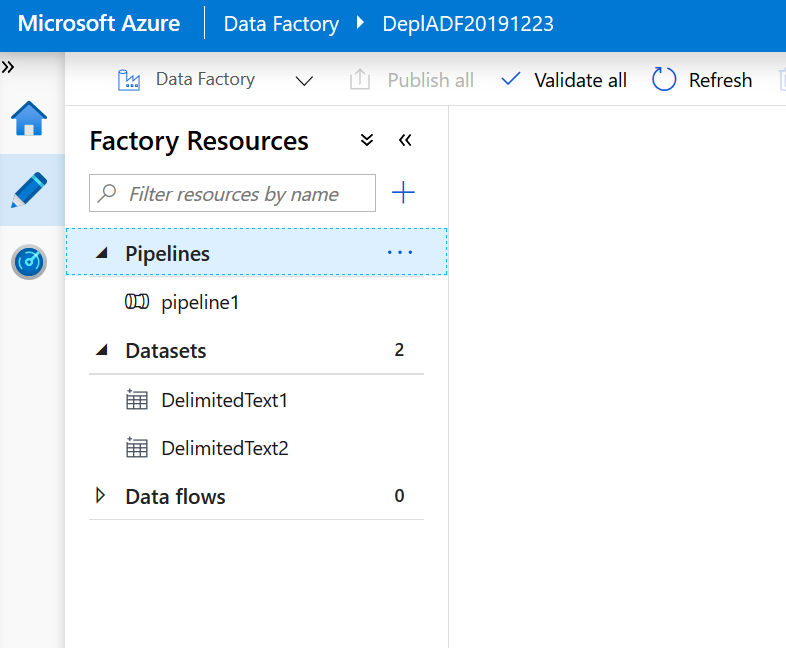 Microsoft Azure Data Factory DeplADF20191223
Data Factory Publish all Validate all Refresh
Factory Resources
Filter resources by name
Pipelines
pipeline1
Datasets 2
DelimitedText1
DelimitedText2
Data flows 0